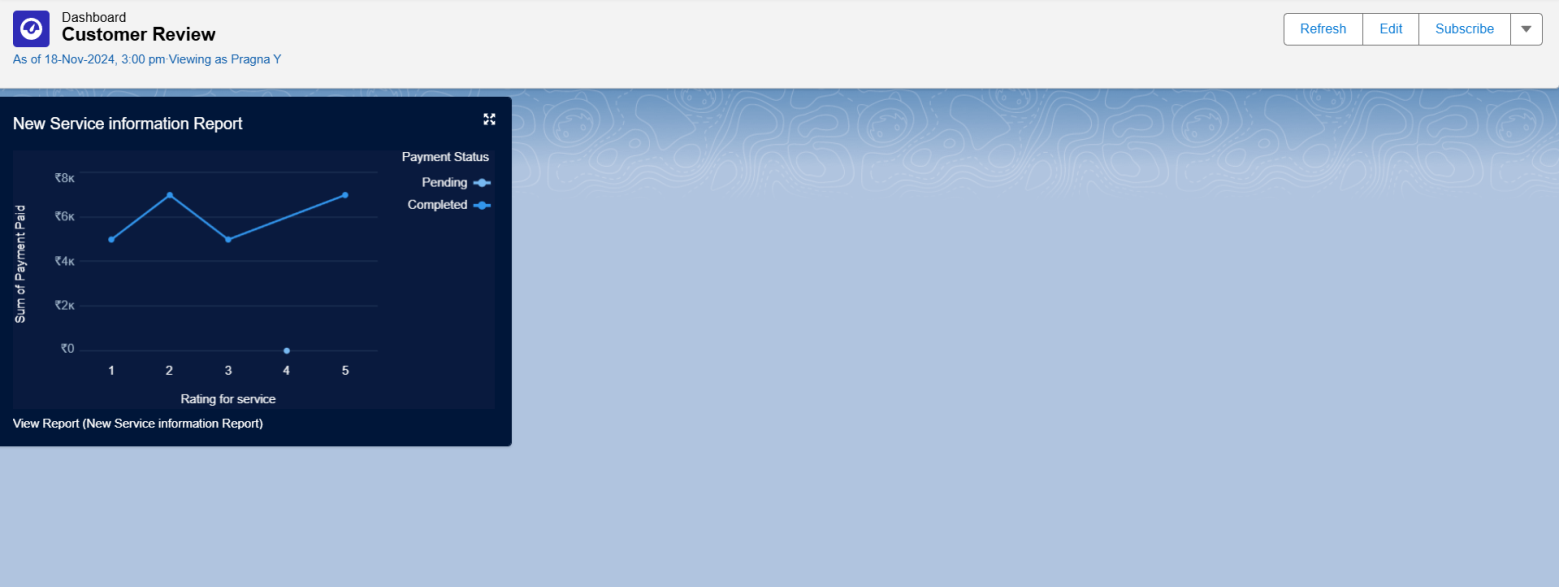 Dashboard
Customer Review
As of 18-Nov-2024, 3:00 pm·Viewing as Pragna Y
Refresh
Edit
Subscribe
New Service information Report
Payment Status
Pending
Completed
Sum of Payment Paid
₹8K
₹6K
₹4K
₹2K
₹0
1 2 3 4 5
Rating for service
View Report (New Service information Report)